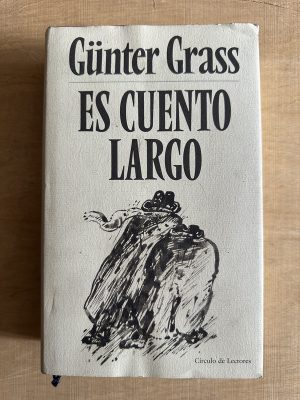 Günter Grass
ES CUENTO
LARGO
Círculo de Lectores